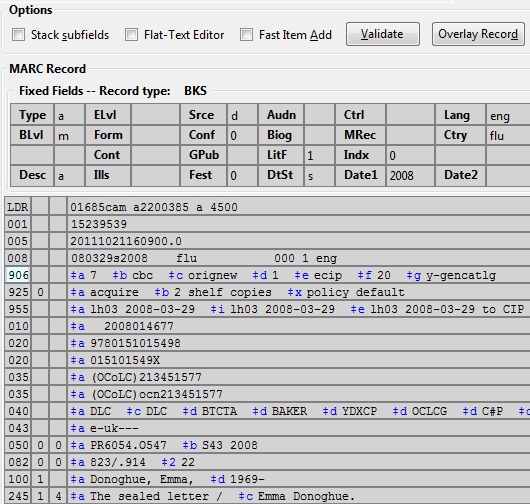 Options
Stack subfields Flat-Text Editor Fast Item Add Validate Overlay Record
MARC Record
Fixed Fields -- Record type: BKS
Type a ELvl Srce d Audn Ctrl Lang eng
BLvl m Form Conf 0 Biog MRec Ctry flu
Cont GPub LitF 1 Indx 0
Desc a Ills Fest 0 DtSt s Date1 2008 Date2
LDR 01685cam a2200385 a 4500
001 15239539
005 20111021160900.0
008 080329s2008 flu 000 1 eng
906 ‡a 7 ‡b cbc ‡c orignew ‡d 1 ‡e ecip ‡f 20 ‡g y-gencatlg
925 0 ‡a acquire ‡b 2 shelf copies ‡x policy default
955 ‡a lh03 2008-03-29 ‡i lh03 2008-03-29 ‡e lh03 2008-03-29 to CIP
010 ‡a 2008014677
020 ‡a 9780151015498
020 ‡a 015101549X
035 ‡a (OCoLC)213451577
035 ‡a (OCoLC)ocn213451577
040 ‡a DLC ‡c DLC ‡d BTCTA ‡d BAKER ‡d YDXCP ‡d OCLCG ‡d C#P ‡c
043 ‡a e-uk---
050 0 0 ‡a PR6054.O547 ‡b S43 2008
082 0 0 ‡a 823/.914 ‡2 22
100 1 ‡a Donoghue, Emma, ‡d 1969-
245 1 4 ‡a The sealed letter / ‡c Emma Donoghue.